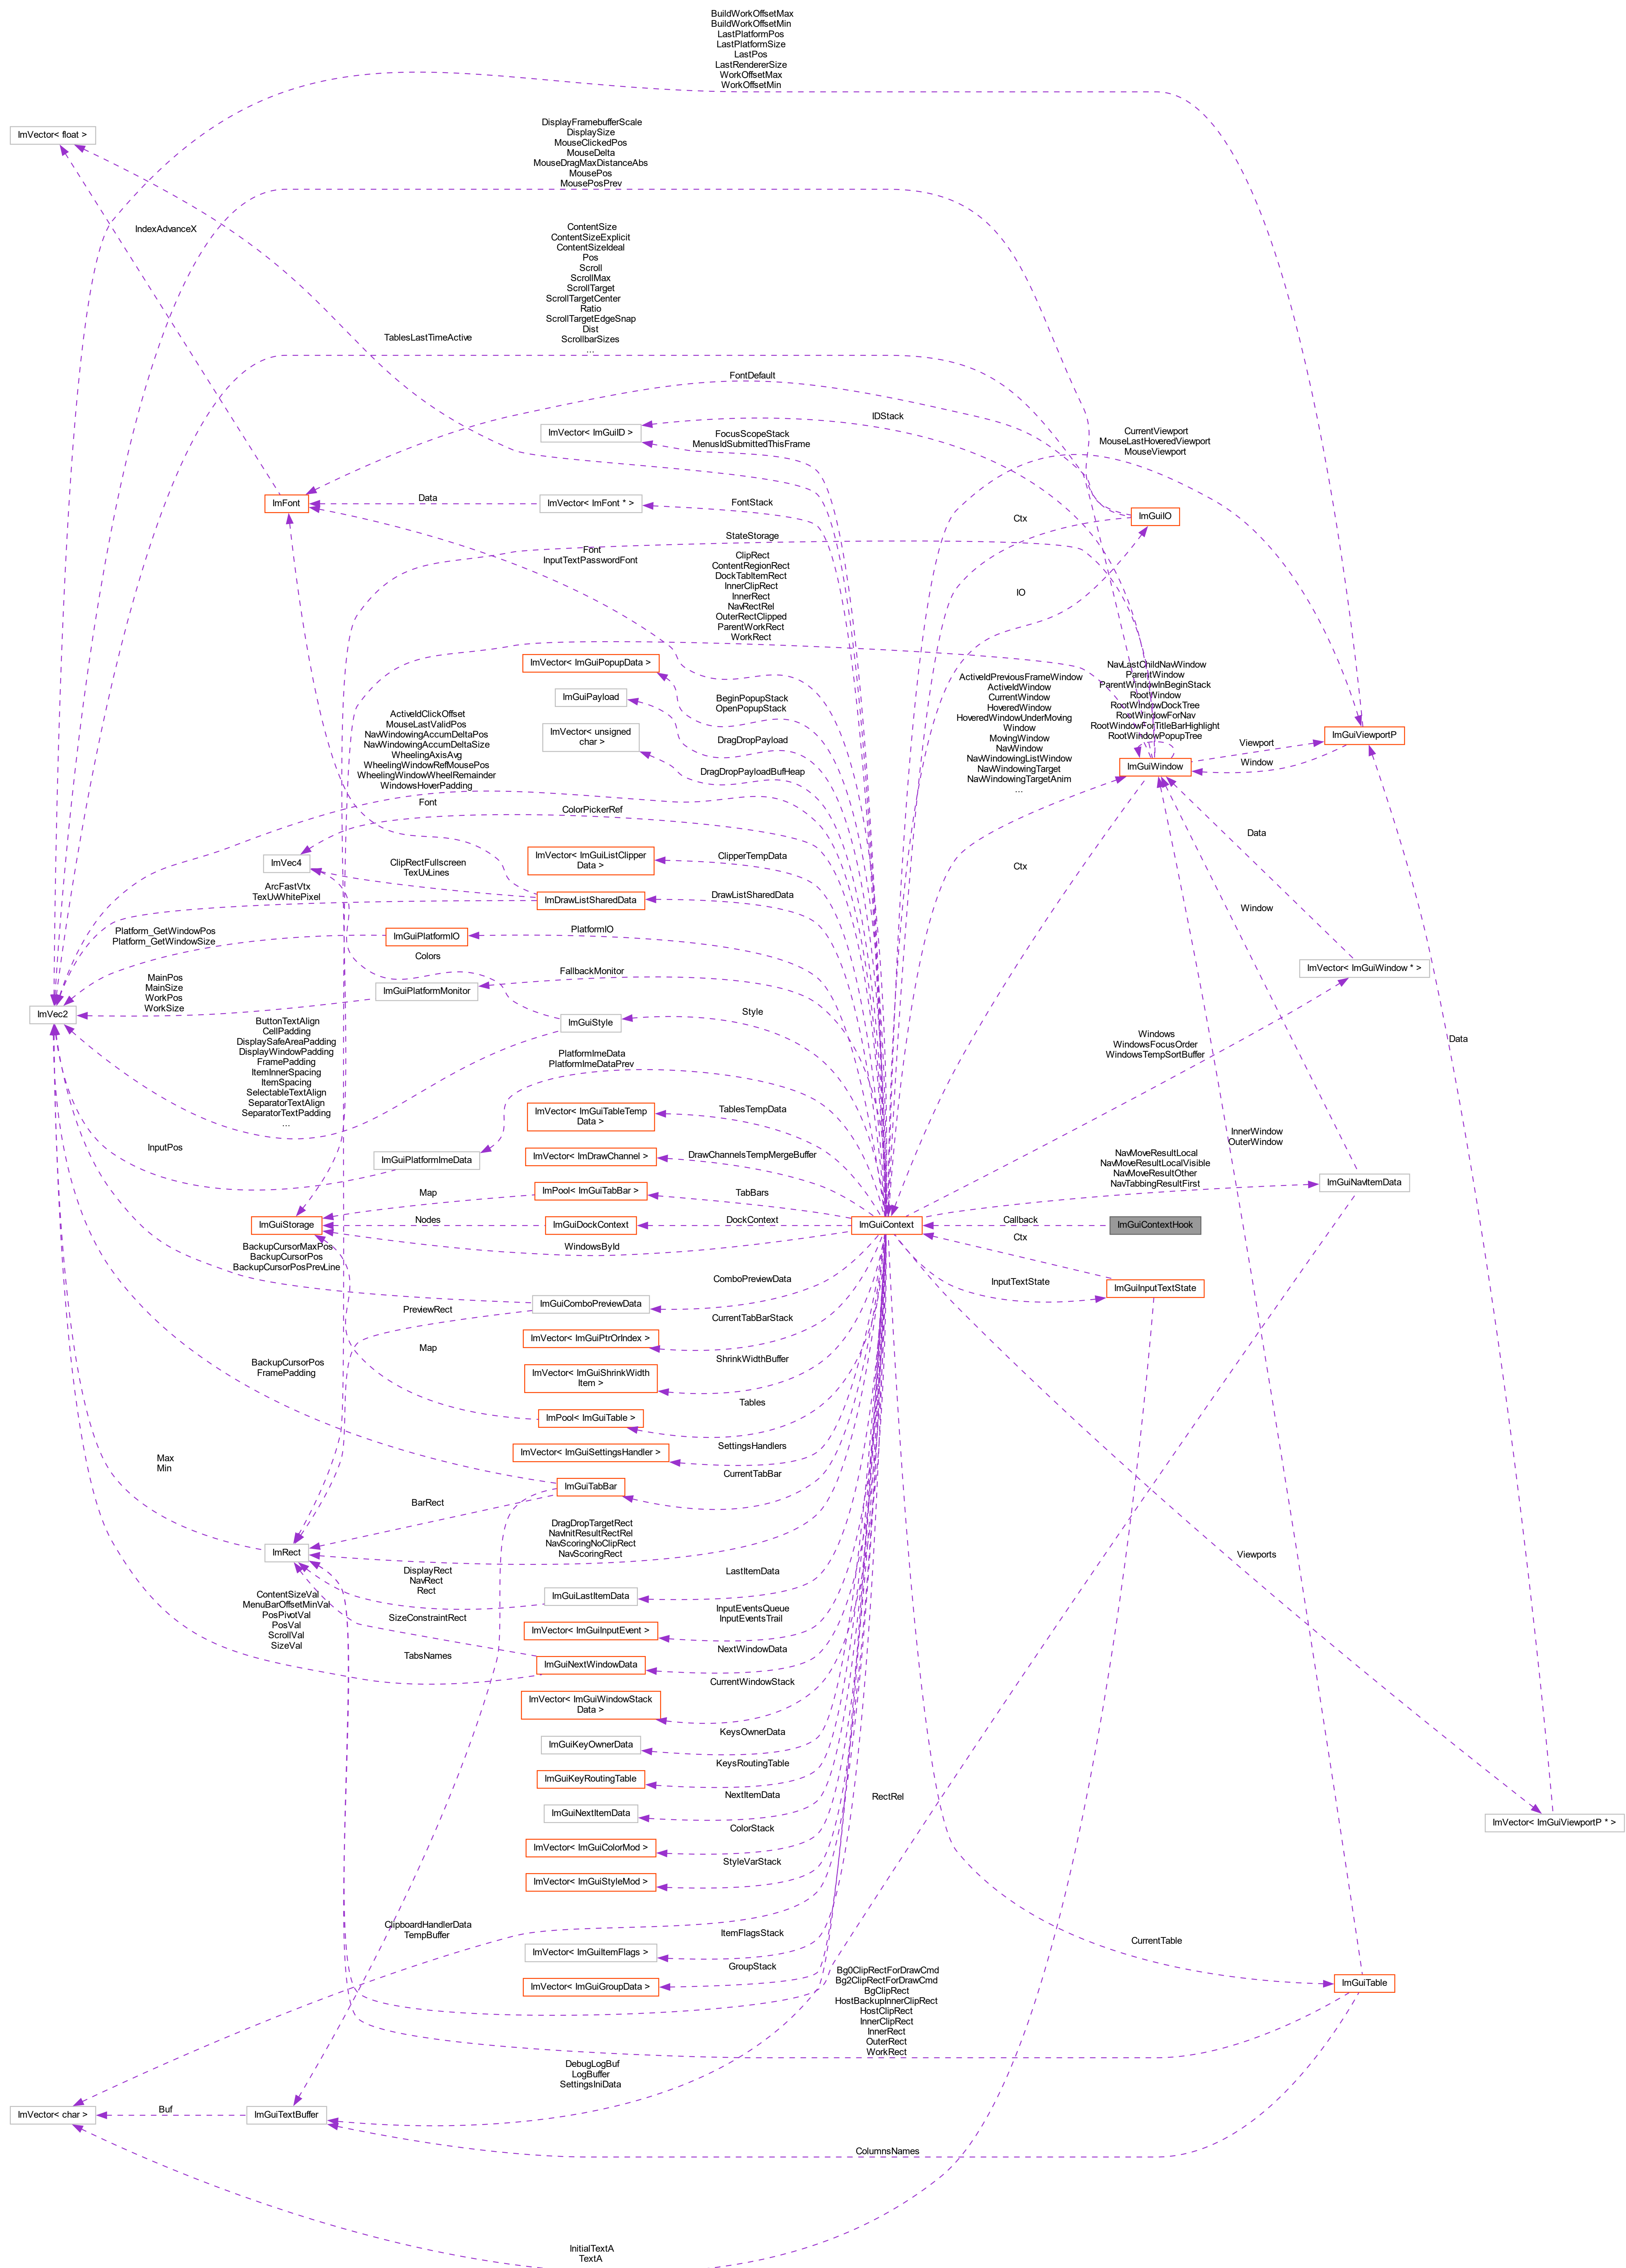 BuildWorkOffsetMax
BuildWorkOffsetMin
LastPlatformPos
LastPlatformSize
LastPos
LastRendererSize
WorkOffsetMax
WorkOffsetMin
ImVector< float >
DisplayFramebufferScale
DisplaySize
MouseClickedPos
MouseDelta
MouseDragMaxDistanceAbs
MousePos
MousePosPrev
IndexAdvanceX
ContentSize
ContentSizeExplicit
ContentSizeIdeal
Pos
Scroll
ScrollMax
ScrollTarget
ScrollTargetCenter
Ratio
ScrollTargetEdgeSnap
Dist
ScrollbarSizes
...
TablesLastTimeActive
FontDefault
IDStack
ImVector< ImGuiID >
FocusScopeStack
MenusIdSubmittedThisFrame
CurrentViewport
MouseLastHoveredViewport
MouseViewport
ImFont
Data
ImVector< ImFont * >
FontStack
Ctx
ImGuiIO
StateStorage
Font
InputTextPasswordFont
ClipRect
ContentRegionRect
DockTabItemRect
InnerClipRect
InnerRect
NavRectRel
OuterRectClipped
ParentWorkRect
WorkRect
IO
ImVector< ImGuiPopupData >
BeginPopupStack
OpenPopupStack
ImGuiPayload
DragDropPayload
ImVector< unsigned
char >
DragDropPayloadBufHeap
ActiveIdPreviousFrameWindow
ActiveIdWindow
CurrentWindow
HoveredWindow
HoveredWindowUnderMoving
Window
MovingWindow
NavWindow
NavWindowingListWindow
NavWindowingTarget
NavWindowingTargetAnim
...
NavLastChildNavWindow
ParentWindow
ParentWindowInBeginStack
RootWindow
RootWindowDockTree
RootWindowForNav
RootWindowForTitleBarHighlight
RootWindowPopupTree
ImGuiWindow
Viewport
Window
ImGuiViewportP
ActiveIdClickOffset
MouseLastValidPos
NavWindowingAccumDeltaPos
NavWindowingAccumDeltaSize
WheelingAxisAvg
WheelingWindowRefMousePos
WheelingWindowWheelRemainder
WindowsHoverPadding
Font
ColorPickerRef
Data
ImVec4
ClipRectFullscreen
TexUvLines
ImVector< ImGuiListClipper
Data >
ClipperTempData
Ctx
ArcFastVtx
TexUvWhitePixel
ImDrawListSharedData
DrawListSharedData
Window
Platform_GetWindowPos
Platform_GetWindowSize
ImGuiPlatformIO
PlatformIO
Colors
FallbackMonitor
ImVector< ImGuiWindow * >
MainPos
MainSize
WorkPos
WorkSize
ImGuiPlatformMonitor
ImVec2
ImGuiStyle
Style
ButtonTextAlign
CellPadding
DisplaySafeAreaPadding
DisplayWindowPadding
FramePadding
ItemInnerSpacing
ItemSpacing
SelectableTextAlign
SeparatorTextAlign
SeparatorTextPadding
...
PlatformImeData
PlatformImeDataPrev
Windows
WindowsFocusOrder
WindowsTempSortBuffer
Data
ImVector< ImGuiTableTemp
Data >
TablesTempData
InputPos
ImGuiPlatformImeData
ImVector< ImDrawChannel >
DrawChannelsTempMergeBuffer
InnerWindow
OuterWindow
NavMoveResultLocal
NavMoveResultLocalVisible
NavMoveResultOther
NavTabbingResultFirst
ImGuiNavItemData
Map
ImPool< ImGuiTabBar >
TabBars
ImGuiStorage
Nodes
ImGuiDockContext
DockContext
ImGuiContext
Callback
ImGuiContextHook
WindowsById
Ctx
BackupCursorMaxPos
BackupCursorPos
BackupCursorPosPrevLine
ComboPreviewData
InputTextState
ImGuiInputTextState
ImGuiComboPreviewData
PreviewRect
CurrentTabBarStack
ImVector< ImGuiPtrOrIndex >
Map
ShrinkWidthBuffer
ImVector< ImGuiShrinkWidth
Item >
BackupCursorPos
FramePadding
Tables
ImPool< ImGuiTable >
ImVector< ImGuiSettingsHandler >
SettingsHandlers
Max
Min
ImGuiTabBar
CurrentTabBar
BarRect
DragDropTargetRect
NavInitResultRectRel
NavScoringNoClipRect
NavScoringRect
ImRect
Viewports
DisplayRect
NavRect
Rect
ImGuiLastItemData
LastItemData
ContentSizeVal
MenuBarOffsetMinVal
PosPivotVal
PosVal
ScrollVal
SizeVal
SizeConstraintRect
ImVector< ImGuiInputEvent >
InputEventsQueue
InputEventsTrail
TabsNames
ImGuiNextWindowData
NextWindowData
ImVector< ImGuiWindowStack
Data >
CurrentWindowStack
ImGuiKeyOwnerData
KeysOwnerData
ImGuiKeyRoutingTable
KeysRoutingTable
ImGuiNextItemData
NextItemData
RectRel
ImVector< ImGuiViewportP * >
ImVector< ImGuiColorMod >
ColorStack
ImVector< ImGuiStyleMod >
StyleVarStack
ClipboardHandlerData
TempBuffer
ImVector< ImGuiItemFlags >
ItemFlagsStack
CurrentTable
ImVector< ImGuiGroupData >
GroupStack
Bg0ClipRectForDrawCmd
Bg2ClipRectForDrawCmd
BgClipRect
HostBackupInnerClipRect
HostClipRect
InnerClipRect
InnerRect
OuterRect
WorkRect
ImGuiTable
DebugLogBuf
LogBuffer
SettingsIniData
ImVector< char >
Buf
ImGuiTextBuffer
ColumnsNames
InitialTextA
TextA